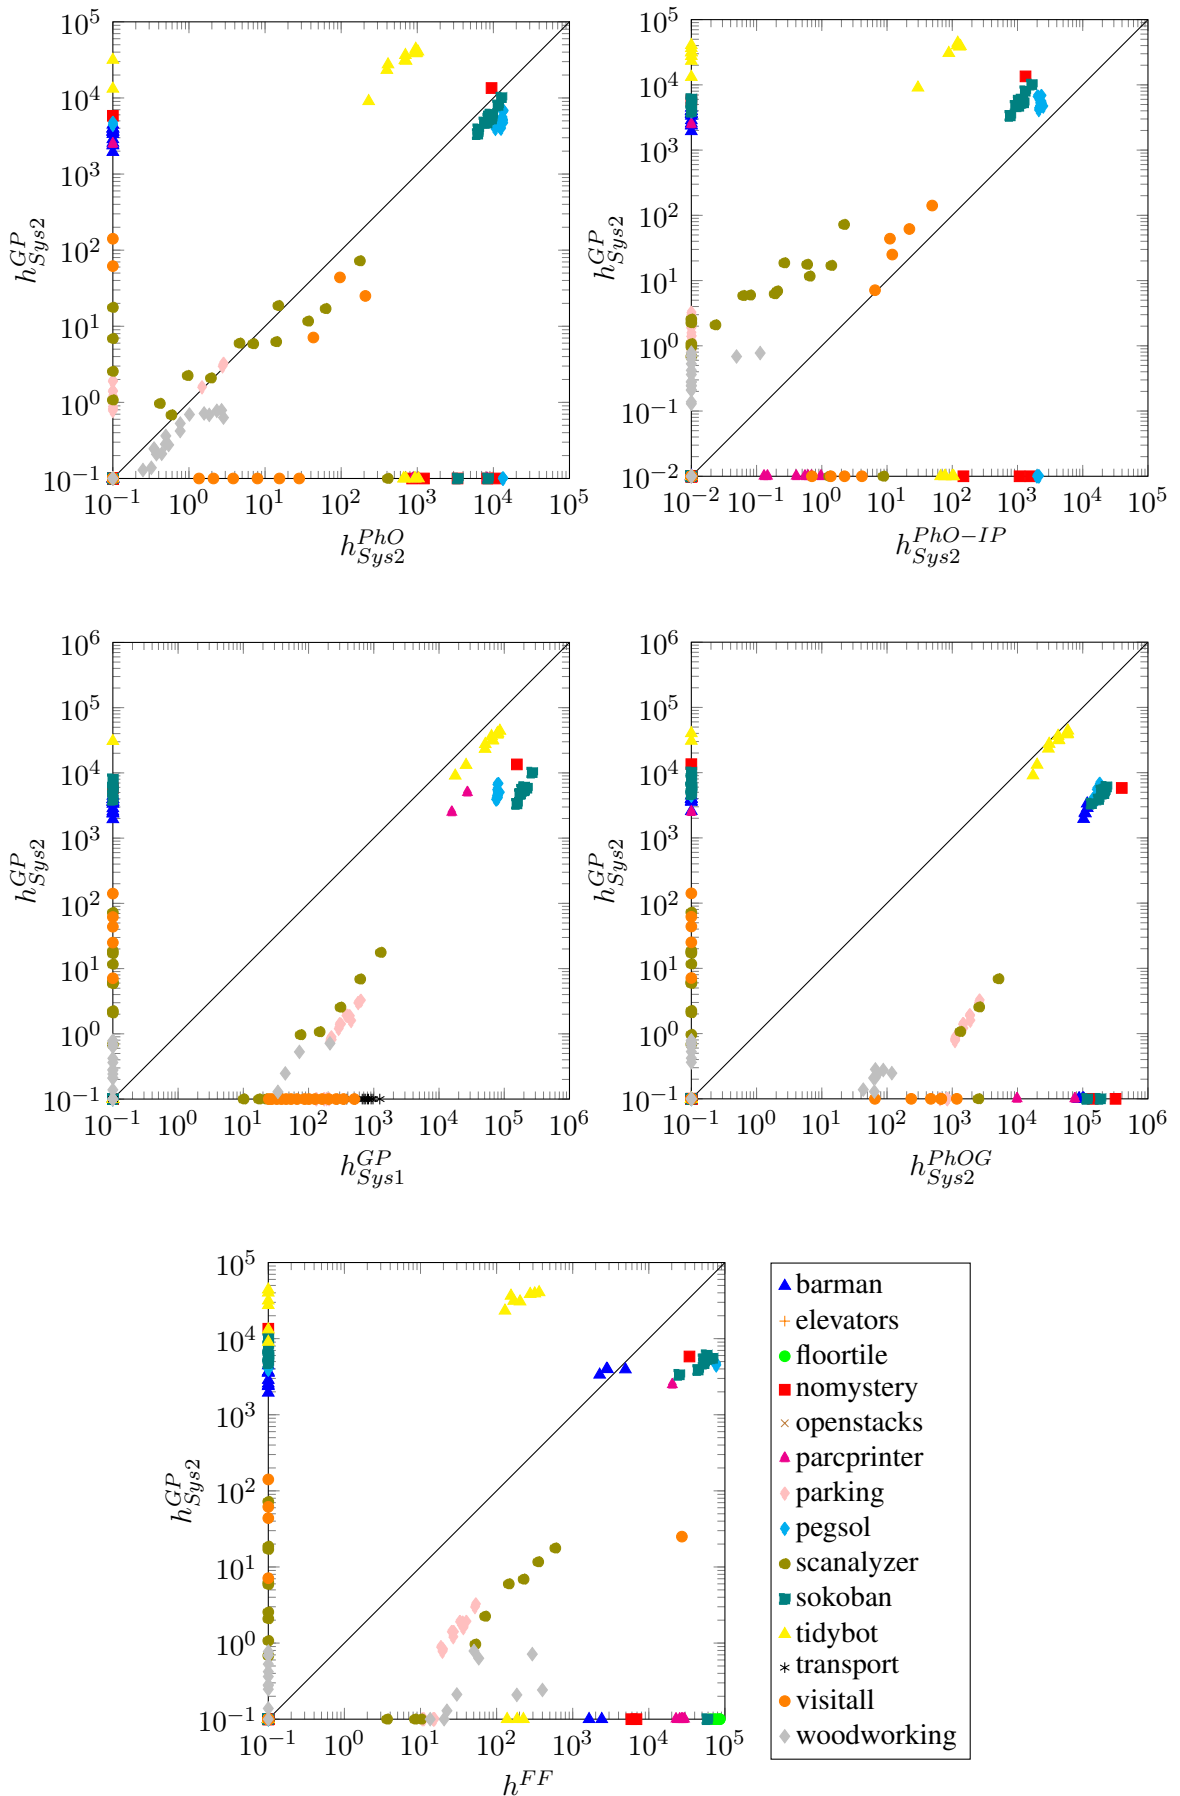 10^5
10^4
10^3
10^2
10^1
10^0
10^-1
h^GP_Sys2
10^-1 10^0 10^1 10^2 10^3 10^4 10^5
h^PhO_Sys2
10^5
10^4
10^3
10^2
10^1
10^0
10^-1
10^-2
h^GP_Sys2
10^-2 10^-1 10^0 10^1 10^2 10^3 10^4 10^5
h^PhO-IP_Sys2
10^6
10^5
10^4
10^3
10^2
10^1
10^0
10^-1
h^GP_Sys2
10^-1 10^0 10^1 10^2 10^3 10^4 10^5 10^6
h^GP_Sys1
10^6
10^5
10^4
10^3
10^2
10^1
10^0
10^-1
h^GP_Sys2
10^-1 10^0 10^1 10^2 10^3 10^4 10^5 10^6
h^PhOG_Sys2
10^5
10^4
10^3
10^2
10^1
10^0
10^-1
h^GP_Sys2
10^-1 10^0 10^1 10^2 10^3 10^4 10^5
h^FF
barman
elevators
floortile
nomystery
openstacks
parcprinter
parking
pegsol
scanalyzer
sokoban
tidybot
transport
visitall
woodworking